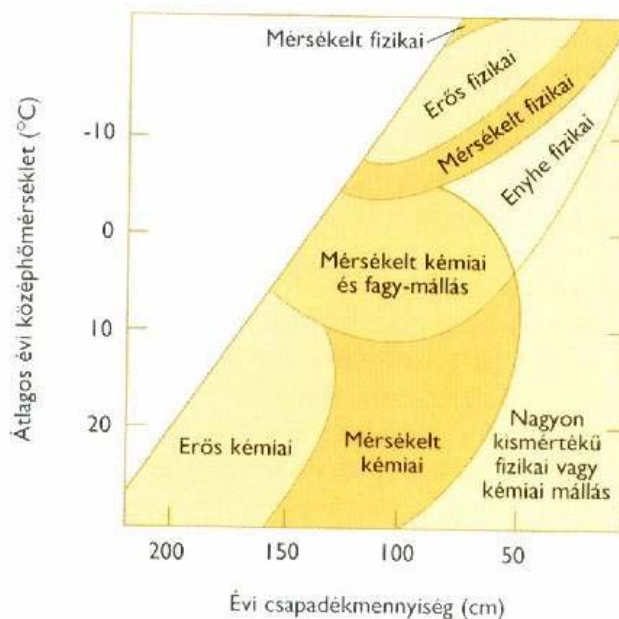 Mérsékelt fizikai
Erős fizikai
Mérsékelt fizikai
Enyhe fizikai
Mérsékelt kémiai
és fagy-mállás
Erős kémiai
Mérsékelt
kémiai
Nagyon
kismértékű
fizikai vagy
kémiai mállás
Átlagos évi középhőmérséklet (°C)
-10
0
10
20
200
150
100
50
Évi csapadékmennyiség (cm)